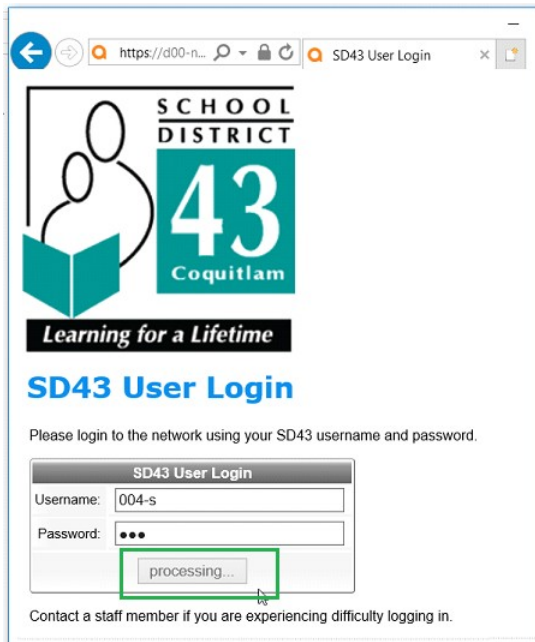 https://d00-n...
SD43 User Login
SCHOOL
DISTRICT
43
Coquitlam
Learning for a Lifetime
SD43 User Login
Please login to the network using your SD43 username and password.
SD43 User Login
Username: 004-s
Password: ●●●
processing...
Contact a staff member if you are experiencing difficulty logging in.